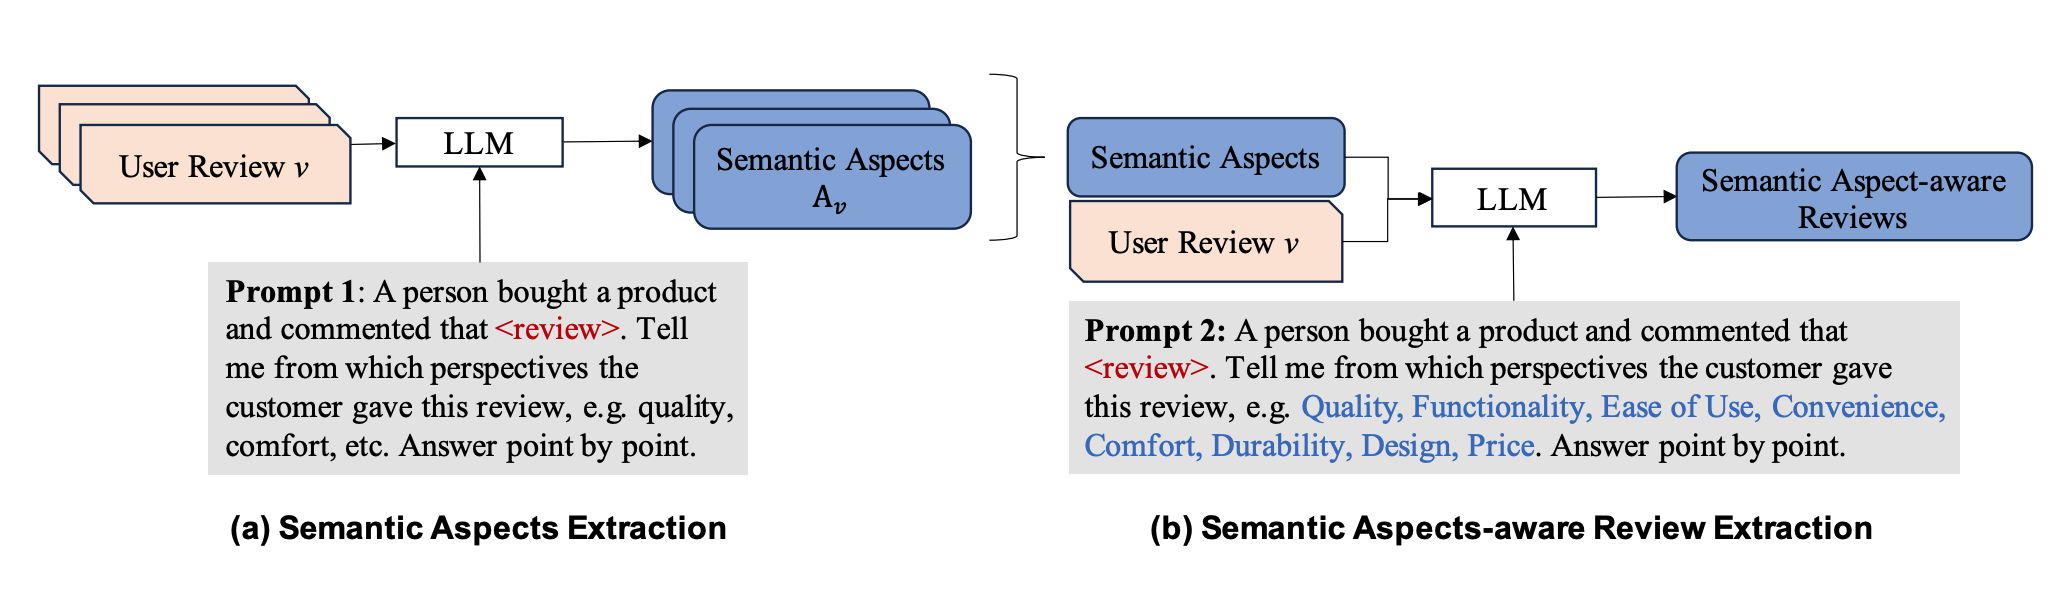 User Review v
LLM
Semantic Aspects
Aᵥ
Prompt 1: A person bought a product
and commented that <review>. Tell
me from which perspectives the
customer gave this review, e.g. quality,
comfort, etc. Answer point by point.
(a) Semantic Aspects Extraction
Semantic Aspects
User Review v
LLM
Semantic Aspect-aware
Reviews
Prompt 2: A person bought a product and commented that
<review>. Tell me from which perspectives the customer gave
this review, e.g. Quality, Functionality, Ease of Use, Convenience,
Comfort, Durability, Design, Price. Answer point by point.
(b) Semantic Aspects-aware Review Extraction